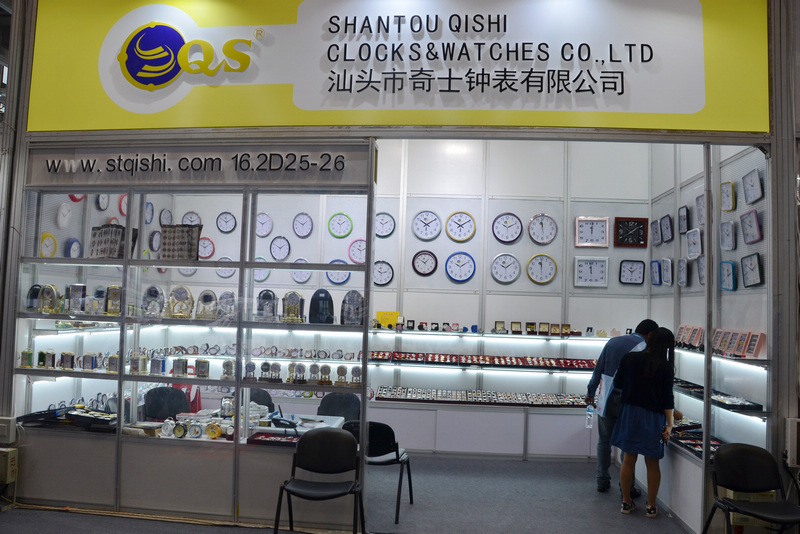 QS®
SHANTOU QISHI
CLOCKS&WATCHES CO.,LTD
汕头市奇士钟表有限公司
www.stqishi.com 16.2D25-26